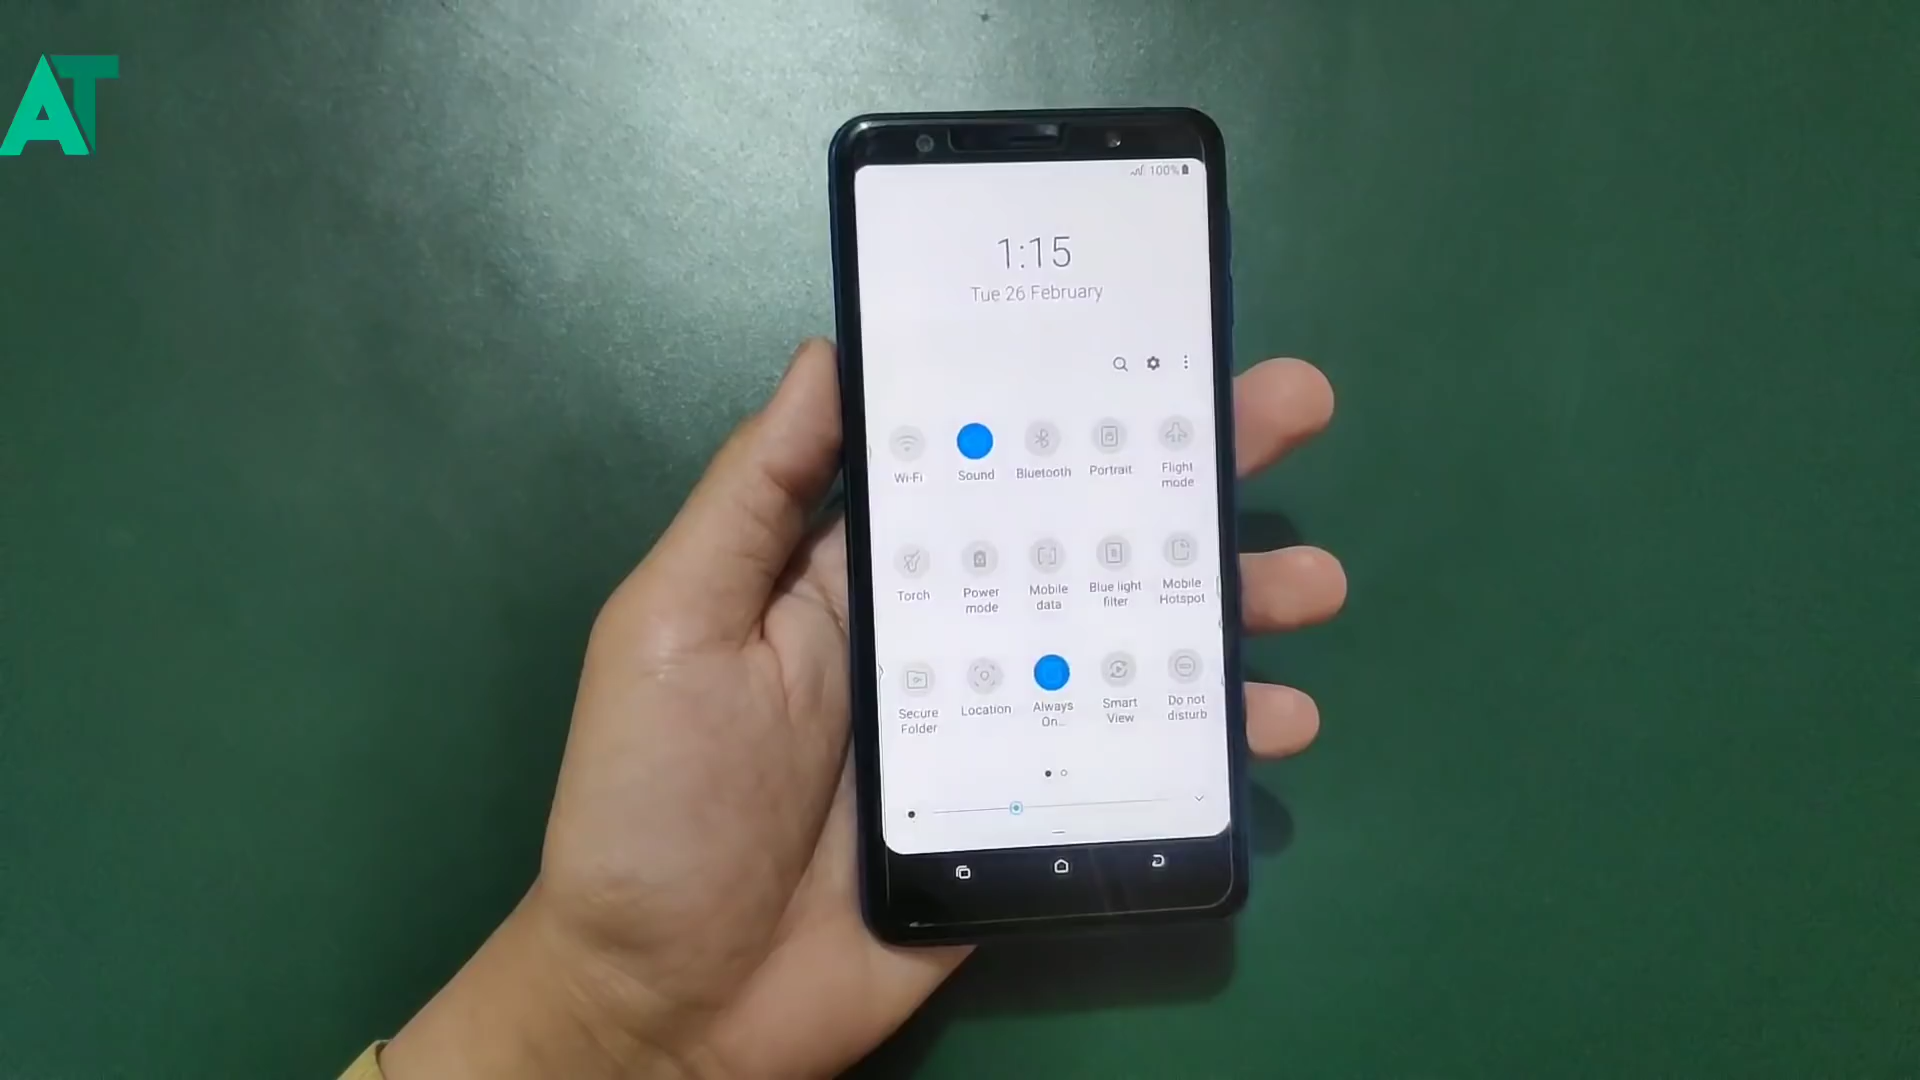 AT
100%
1:15
Tue 26 February
Wi-Fi
Sound
Bluetooth
Portrait
Flight
mode
Torch
Power
mode
Mobile
data
Blue light
filter
Mobile
Hotspot
Secure
Folder
Location
Always
On...
Smart
View
Do not
disturb